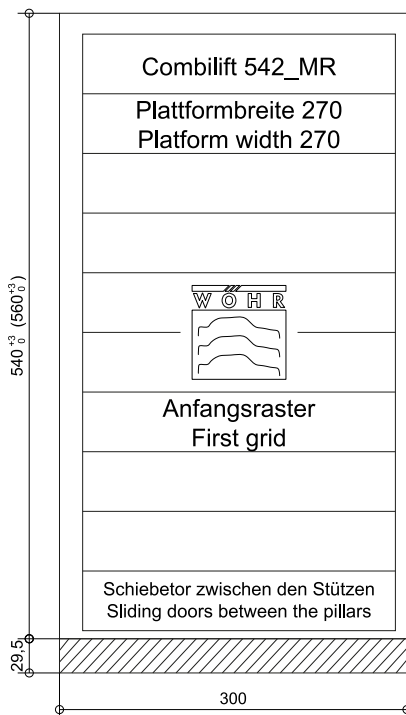 Combilift 542_MR
Plattformbreite 270
Platform width 270
540 +3 0 (560 +3 0)
WÖHR
Anfangsraster
First grid
Schiebetor zwischen den Stützen
Sliding doors between the pillars
29,5
300